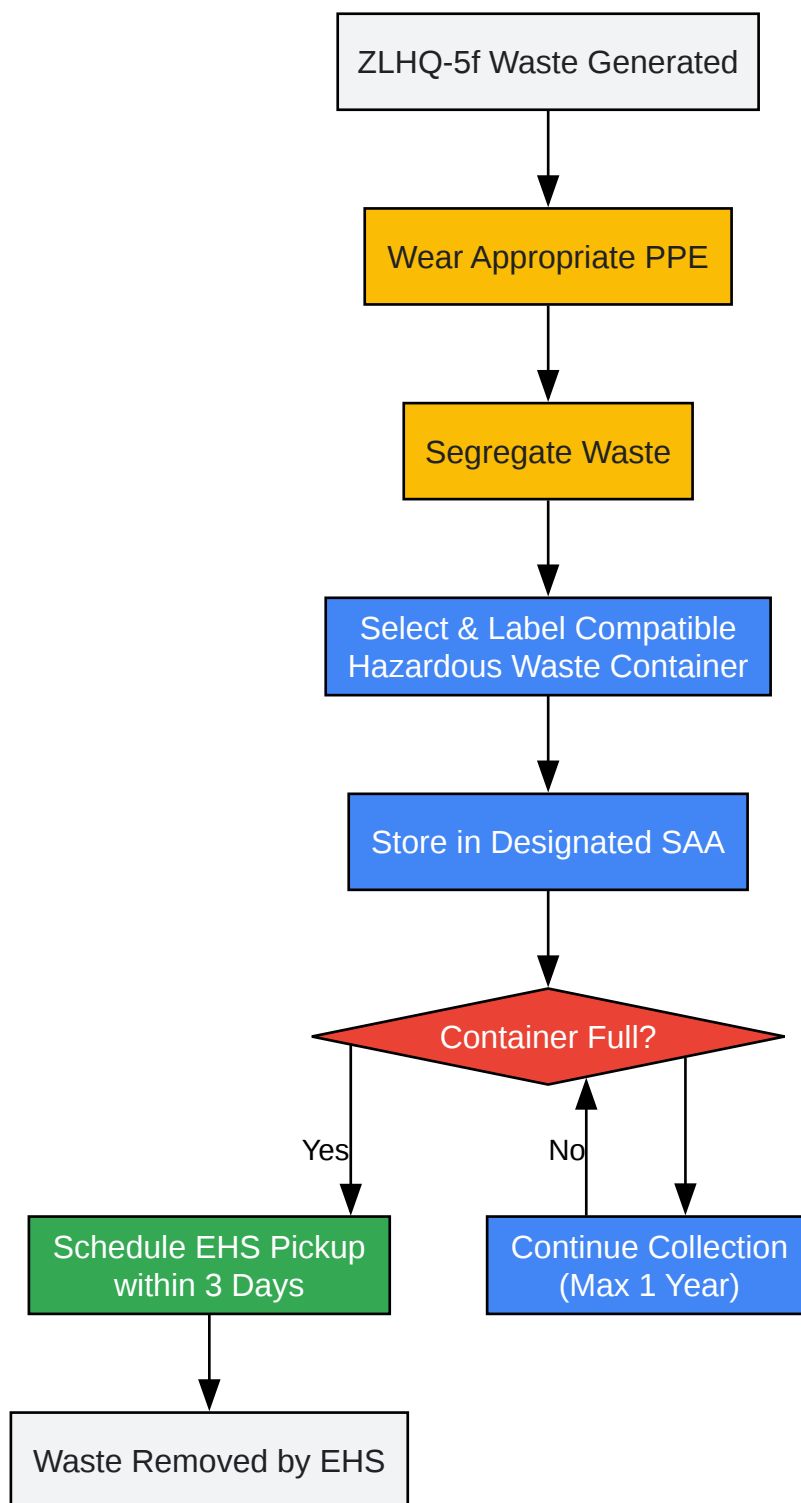 ZLHQ-5f Waste Generated
Wear Appropriate PPE
Segregate Waste
Select & Label Compatible
Hazardous Waste Container
Store in Designated SAA
Container Full?
Yes
No
Schedule EHS Pickup
within 3 Days
Continue Collection
(Max 1 Year)
Waste Removed by EHS